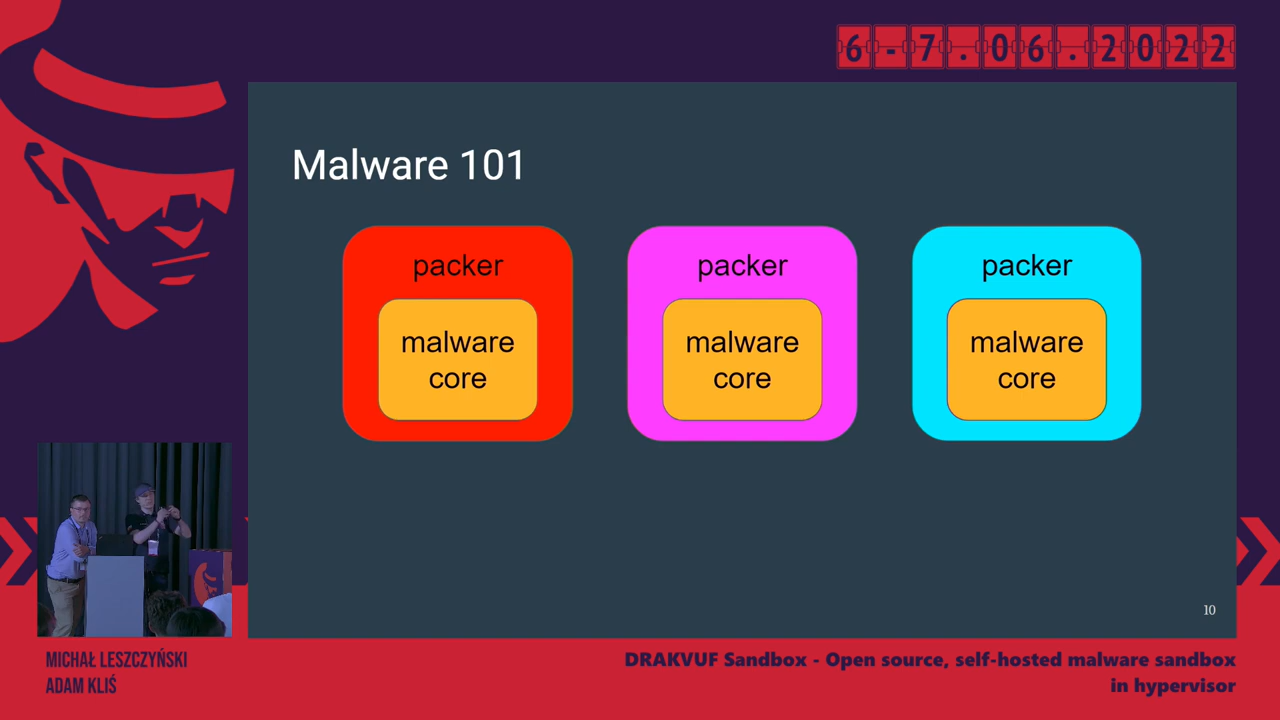 6-7.06.2022
Malware 101
packer
malware
core
packer
malware
core
packer
malware
core
10
MICHAŁ LESZCZYŃSKI
ADAM KLIŚ
DRAKVUF Sandbox - Open source, self-hosted malware sandbox
in hypervisor